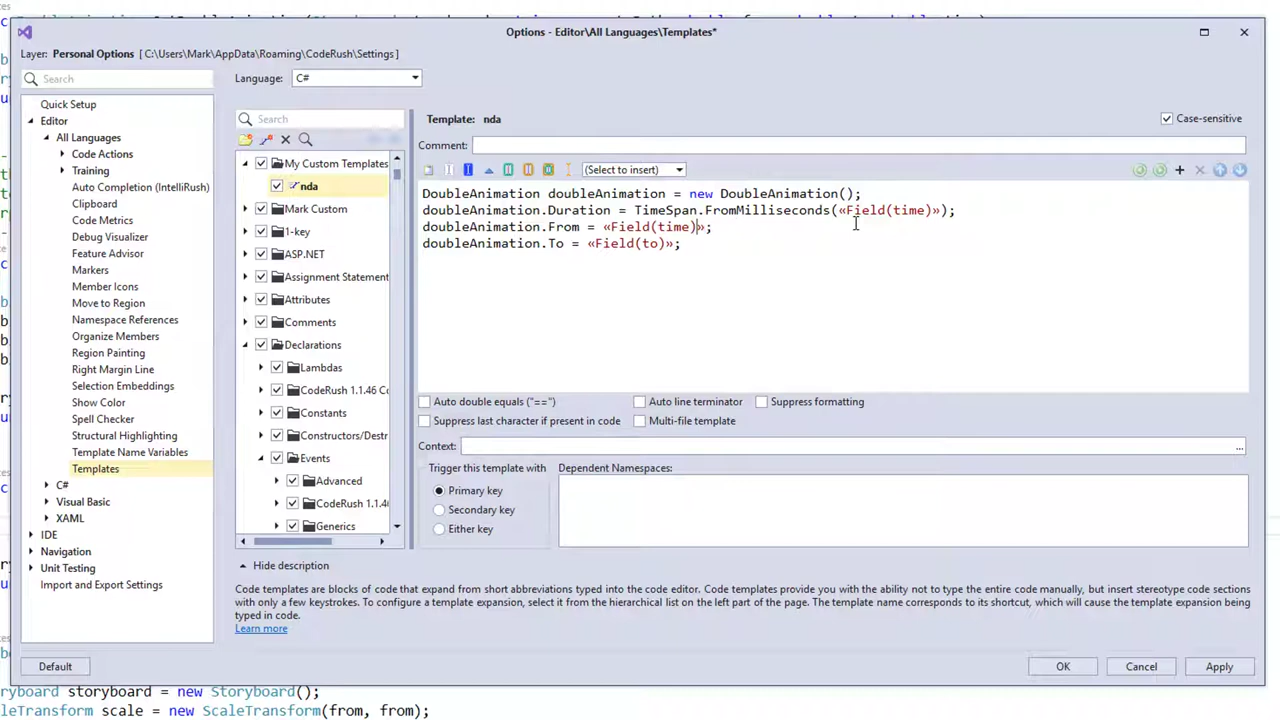 Options - Editor\All Languages\Templates*
Layer: Personal Options [ C:\Users\Mark\AppData\Roaming\CodeRush\Settings ]
Search
Language: C#
Quick Setup
Editor
All Languages
Code Actions
Training
Auto Completion (IntelliRush)
Clipboard
Code Metrics
Debug Visualizer
Feature Advisor
Markers
Member Icons
Move to Region
Namespace References
Organize Members
Region Painting
Right Margin Line
Selection Embeddings
Show Color
Spell Checker
Structural Highlighting
Template Name Variables
Templates
C#
Visual Basic
XAML
IDE
Navigation
Unit Testing
Import and Export Settings
Search
My Custom Templates
nda
Mark Custom
1-key
ASP.NET
Assignment Statement
Attributes
Comments
Declarations
Lambdas
CodeRush 1.1.46 Co
Constants
Constructors/Destr
Events
Advanced
CodeRush 1.1.4
Generics
Template: nda
Case-sensitive
Comment:
(Select to insert)
DoubleAnimation doubleAnimation = new DoubleAnimation();
doubleAnimation.Duration = TimeSpan.FromMilliseconds(«Field(time)»);
doubleAnimation.From = «Field(time)»;
doubleAnimation.To = «Field(to)»;
Auto double equals ("==")
Auto line terminator
Suppress formatting
Suppress last character if present in code
Multi-file template
Context:
...
Trigger this template with
Primary key
Secondary key
Either key
Dependent Namespaces:
Hide description
Code templates are blocks of code that expand from short abbreviations typed into the code editor. Code templates provide you with the ability not to type the entire code manually, but insert stereotype code sections
with only a few keystrokes. To configure a template expansion, select it from the hierarchical list on the left part of the page. The template name corresponds to its shortcut, which will cause the template expansion being
typed in code.
Learn more
Default
OK
Cancel
Apply
ryboard storyboard = new Storyboard();
leTransform scale = new ScaleTransform(from, from);